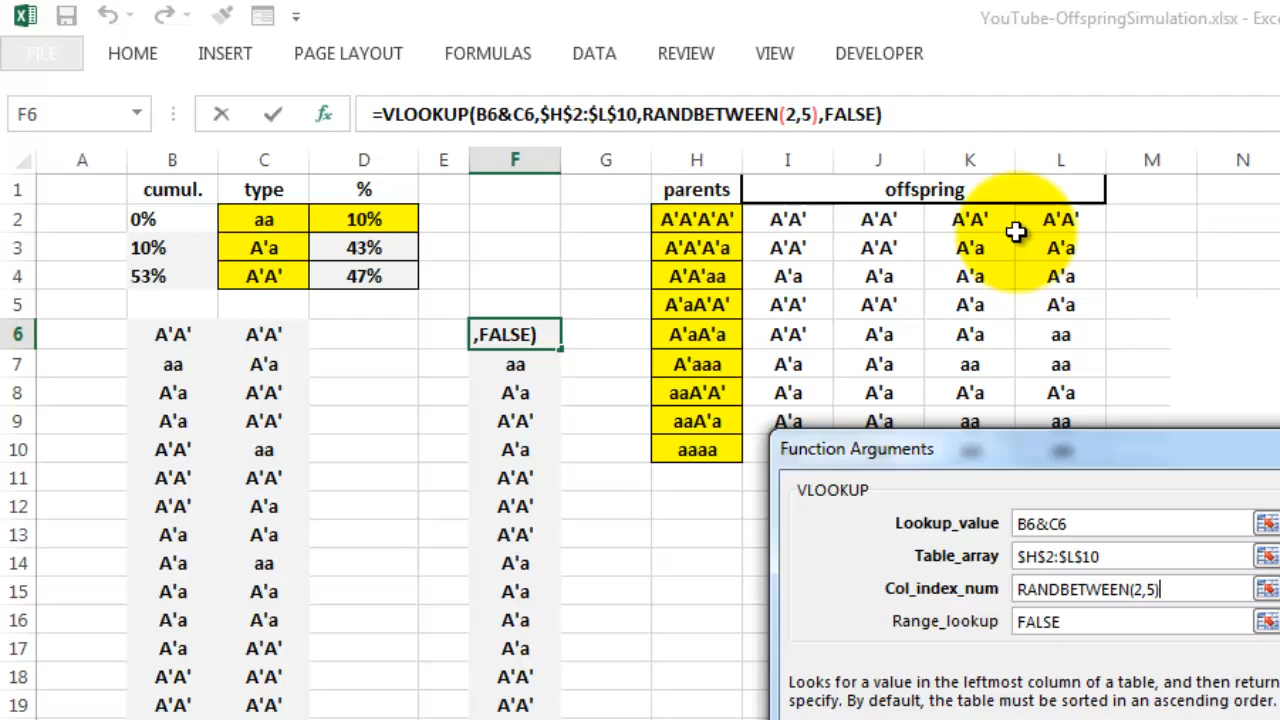 YouTube-OffspringSimulation.xlsx - Exce
FILE HOME INSERT PAGE LAYOUT FORMULAS DATA REVIEW VIEW DEVELOPER
F6 fx =VLOOKUP(B6&C6,$H$2:$L$10,RANDBETWEEN(2,5),FALSE)
A B C D E F G H I J K L M N
1 cumul. type % parents offspring
2 0% aa 10% A'A'A'A' A'A' A'A' A'A' A'A'
3 10% A'a 43% A'A'A'a A'A' A'A' A'a A'a
4 53% A'A' 47% A'A'aa A'a A'a A'a A'a
5 A'aA'A' A'A' A'A' A'a A'a
6 A'A' A'A' ,FALSE) A'aA'a A'A' A'a A'a aa
7 aa A'a aa A'aaa A'a A'a aa aa
8 A'a A'A' A'a aaA'A' A'a A'a A'a A'a
9 A'a A'A' A'A' aaA'a A'a A'a aa aa
10 A'A' aa A'a aaaa aa aa
11 A'A' A'A' A'A'
12 A'A' A'a A'A'
13 A'a A'a A'A'
14 A'a aa A'a
15 A'a A'a A'a
16 A'a A'a A'a
17 A'a A'A' A'a
18 A'A' A'A' A'A'
19 A'A' A'A' A'A'
Function Arguments
VLOOKUP
Lookup_value B6&C6
Table_array $H$2:$L$10
Col_index_num RANDBETWEEN(2,5)
Range_lookup FALSE
Looks for a value in the leftmost column of a table, and then return
specify. By default, the table must be sorted in an ascending order.